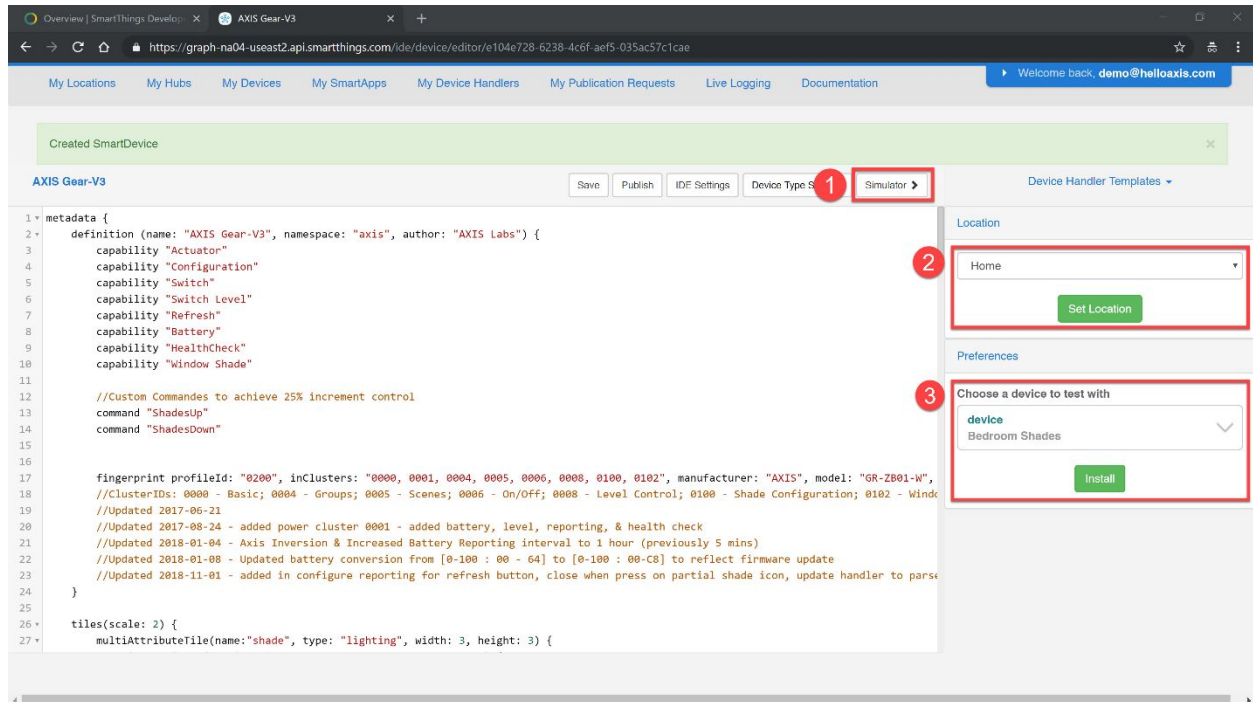 Overview | SmartThings Develop
AXIS Gear-V3
https://graph-na04-useast2.api.smartthings.com/ide/device/editor/e104e728-6238-4c6f-aef5-035ac57c1cae
My Locations My Hubs My Devices My SmartApps My Device Handlers My Publication Requests Live Logging Documentation
Welcome back, demo@helloaxis.com
Created SmartDevice
AXIS Gear-V3
Save Publish IDE Settings Device Type S 1 Simulator
Device Handler Templates
1 metadata {
2 definition (name: "AXIS Gear-V3", namespace: "axis", author: "AXIS Labs") {
3 capability "Actuator"
4 capability "Configuration"
5 capability "Switch"
6 capability "Switch Level"
7 capability "Refresh"
8 capability "Battery"
9 capability "HealthCheck"
10 capability "Window Shade"
11
12 //Custom Commandes to achieve 25% increment control
13 command "ShadesUp"
14 command "ShadesDown"
15
16
17 fingerprint profileId: "0200", inClusters: "0000, 0001, 0004, 0005, 0006, 0008, 0100, 0102", manufacturer: "AXIS", model: "GR-ZB01-W",
18 //ClusterIDs: 0000 - Basic; 0004 - Groups; 0005 - Scenes; 0006 - On/Off; 0008 - Level Control; 0100 - Shade Configuration; 0102 - Windo
19 //Updated 2017-06-21
20 //Updated 2017-08-24 - added power cluster 0001 - added battery, level, reporting, & health check
21 //Updated 2018-01-04 - Axis Inversion & Increased Battery Reporting interval to 1 hour (previously 5 mins)
22 //Updated 2018-01-08 - Updated battery conversion from [0-100 : 00 - 64] to [0-100 : 00-C8] to reflect firmware update
23 //Updated 2018-11-01 - added in configure reporting for refresh button, close when press on partial shade icon, update handler to parse
24 }
25
26 tiles(scale: 2) {
27 multiAttributeTile(name:"shade", type: "lighting", width: 3, height: 3) {
Location
2
Home
Set Location
Preferences
3
Choose a device to test with
device
Bedroom Shades
Install